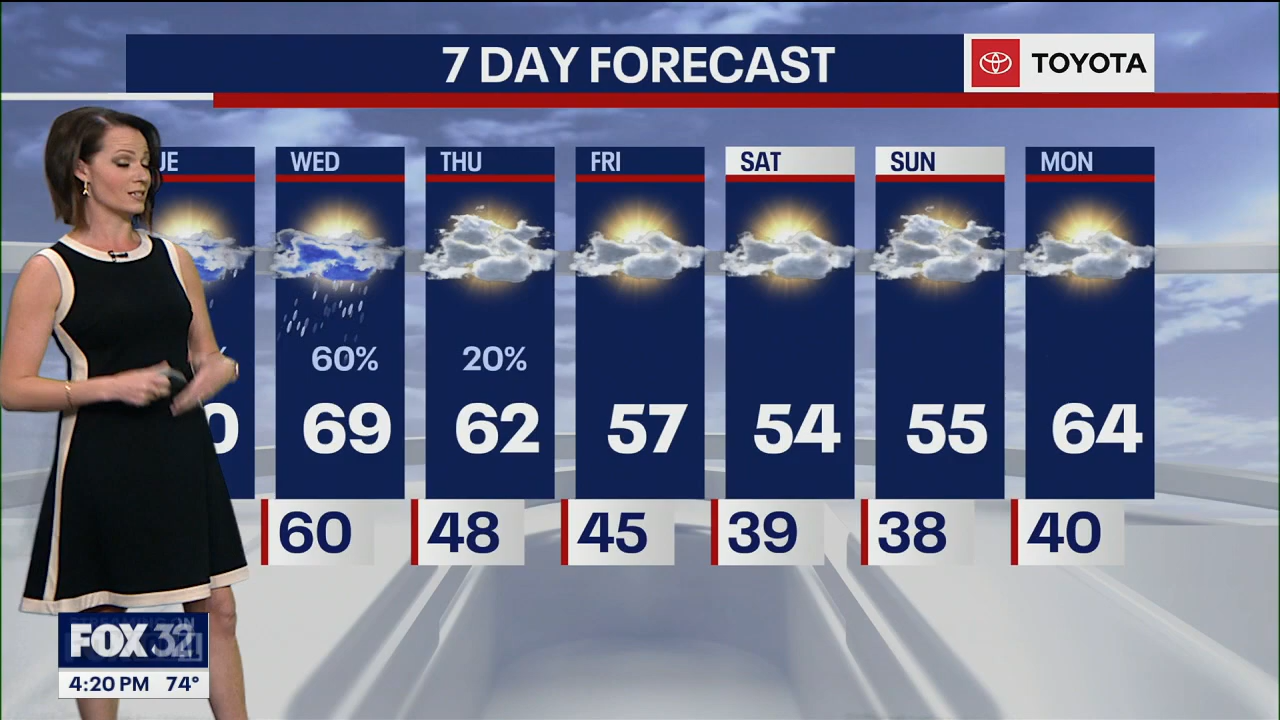 7 DAY FORECAST
TOYOTA
WED THU FRI SAT SUN MON
60% 20%
69 62 57 54 55 64
60 48 45 39 38 40
FOX 32
4:20 PM 74°